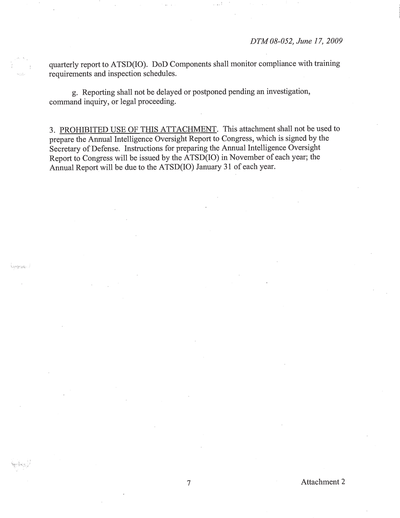 DTM 08-052, June 17, 2009
quarterly report to ATSD(IO).  DoD Components shall monitor compliance with training
requirements and inspection schedules.
g.  Reporting shall not be delayed or postponed pending an investigation,
command inquiry, or legal proceeding.
3.  PROHIBITED USE OF THIS ATTACHMENT.  This attachment shall not be used to
prepare the Annual Intelligence Oversight Report to Congress, which is signed by the
Secretary of Defense.  Instructions for preparing the Annual Intelligence Oversight
Report to Congress will be issued by the ATSD(IO) in November of each year; the
Annual Report will be due to the ATSD(IO) January 31 of each year.
7
Attachment 2